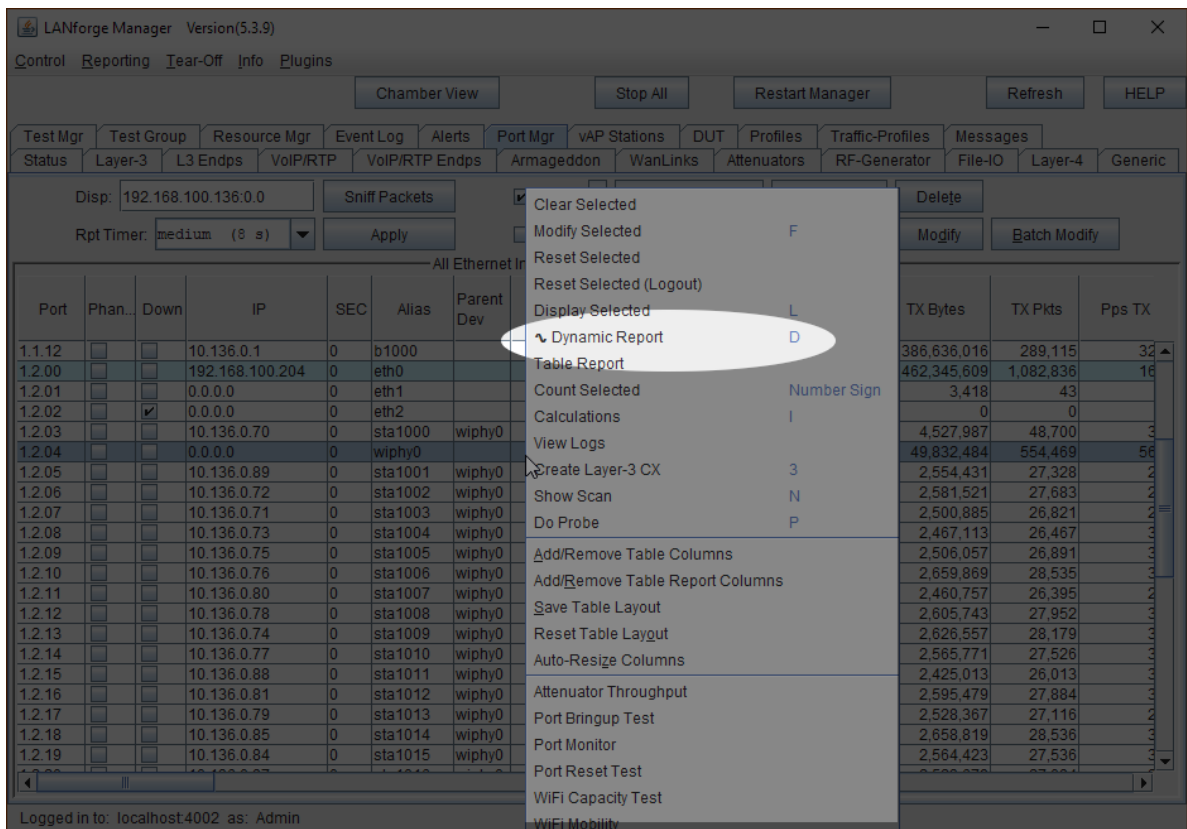 LANforge Manager Version(5.3.9)
Control Reporting Tear-Off Info Plugins
Chamber View Stop All Restart Manager Refresh HELP
Test Mgr Test Group Resource Mgr Event Log Alerts Port Mgr vAP Stations DUT Profiles Traffic-Profiles Messages
Status Layer-3 L3 Endps VoIP/RTP VoIP/RTP Endps Armageddon WanLinks Attenuators RF-Generator File-IO Layer-4 Generic
Disp: 192.168.100.136:0.0 Sniff Packets Delete
Rpt Timer: medium (8 s) Apply Modify Batch Modify
All Ethernet In
Port Phan... Down IP SEC Alias Parent Dev TX Bytes TX Pkts Pps TX
1.1.12 10.136.0.1 0 b1000 386,636,016 289,115 32
1.2.00 192.168.100.204 0 eth0 462,345,609 1,082,836 16
1.2.01 0.0.0.0 0 eth1 3,418 43
1.2.02 0.0.0.0 0 eth2 0 0
1.2.03 10.136.0.70 0 sta1000 wiphy0 4,527,987 48,700 3
1.2.04 0.0.0.0 0 wiphy0 49,832,484 554,469 56
1.2.05 10.136.0.89 0 sta1001 wiphy0 2,554,431 27,328 2
1.2.06 10.136.0.72 0 sta1002 wiphy0 2,581,521 27,683 2
1.2.07 10.136.0.71 0 sta1003 wiphy0 2,500,885 26,821 2
1.2.08 10.136.0.73 0 sta1004 wiphy0 2,467,113 26,467 3
1.2.09 10.136.0.75 0 sta1005 wiphy0 2,506,057 26,891 3
1.2.10 10.136.0.76 0 sta1006 wiphy0 2,659,869 28,535 3
1.2.11 10.136.0.80 0 sta1007 wiphy0 2,460,757 26,395 2
1.2.12 10.136.0.78 0 sta1008 wiphy0 2,605,743 27,952 3
1.2.13 10.136.0.74 0 sta1009 wiphy0 2,626,557 28,179 3
1.2.14 10.136.0.77 0 sta1010 wiphy0 2,565,771 27,526 3
1.2.15 10.136.0.88 0 sta1011 wiphy0 2,425,013 26,013 3
1.2.16 10.136.0.81 0 sta1012 wiphy0 2,595,479 27,884 3
1.2.17 10.136.0.79 0 sta1013 wiphy0 2,528,367 27,116 2
1.2.18 10.136.0.85 0 sta1014 wiphy0 2,658,819 28,536 3
1.2.19 10.136.0.84 0 sta1015 wiphy0 2,564,423 27,536 3
Clear Selected
Modify Selected F
Reset Selected
Reset Selected (Logout)
Display Selected L
Dynamic Report D
Table Report
Count Selected Number Sign
Calculations I
View Logs
Create Layer-3 CX 3
Show Scan N
Do Probe P
Add/Remove Table Columns
Add/Remove Table Report Columns
Save Table Layout
Reset Table Layout
Auto-Resize Columns
Attenuator Throughput
Port Bringup Test
Port Monitor
Port Reset Test
WiFi Capacity Test
WiFi Mobility
Logged in to: localhost:4002 as: Admin